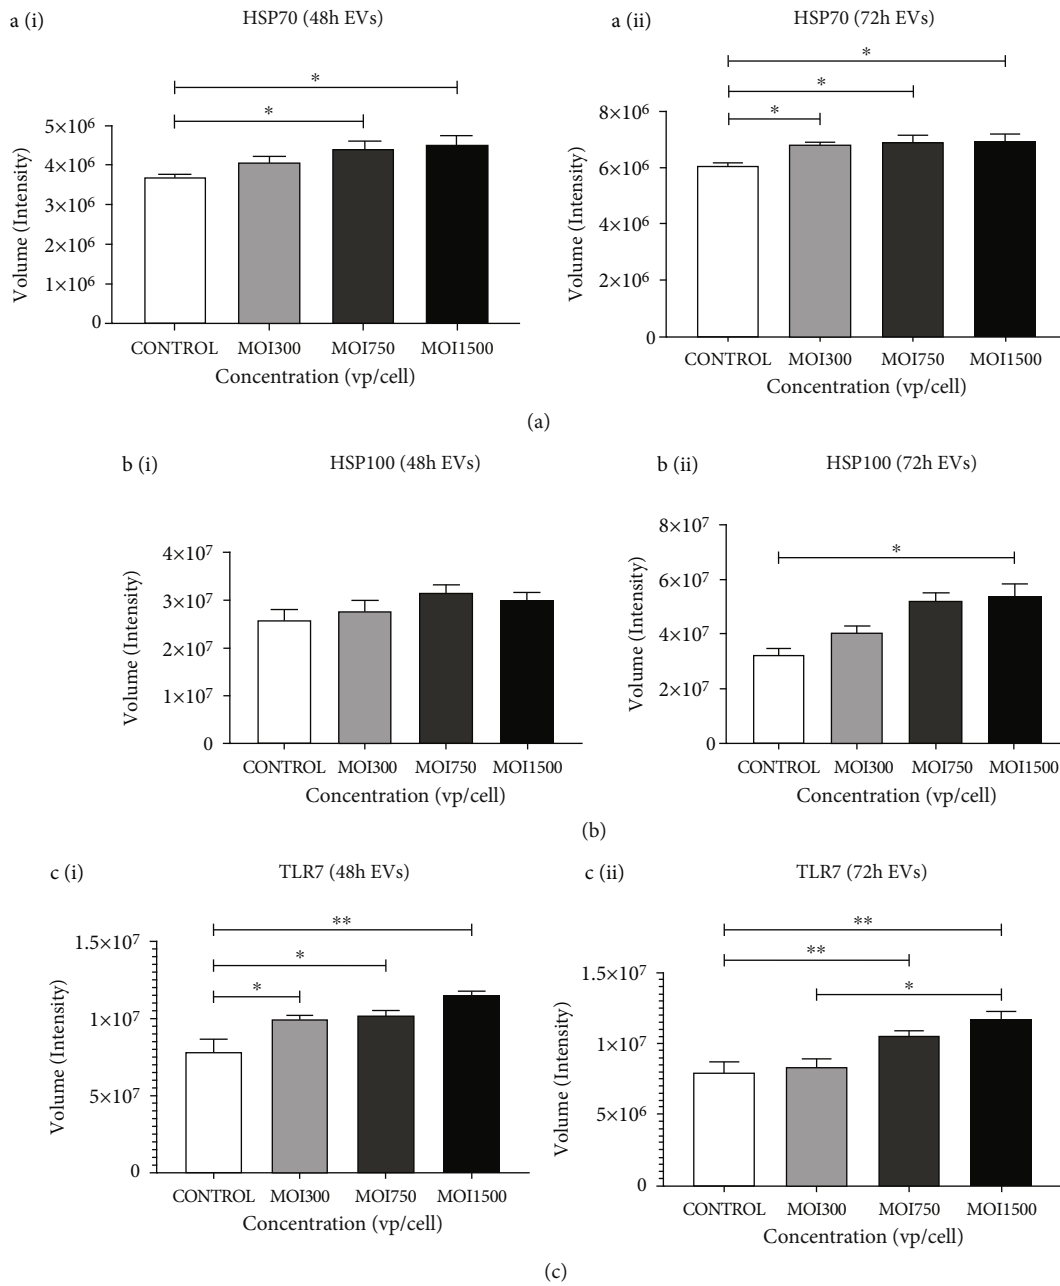 a (i)
HSP70 (48h EVs)
*
*
5×10⁶
4×10⁶
3×10⁶
2×10⁶
1×10⁶
0
Volume (Intensity)
CONTROL MOI300 MOI750 MOI1500
Concentration (vp/cell)
a (ii)
HSP70 (72h EVs)
*
*
*
8×10⁶
6×10⁶
4×10⁶
2×10⁶
0
Volume (Intensity)
CONTROL MOI300 MOI750 MOI1500
Concentration (vp/cell)
(a)
b (i)
HSP100 (48h EVs)
4×10⁷
3×10⁷
2×10⁷
1×10⁷
0
Volume (Intensity)
CONTROL MOI300 MOI750 MOI1500
Concentration (vp/cell)
b (ii)
HSP100 (72h EVs)
*
8×10⁷
6×10⁷
4×10⁷
2×10⁷
0
Volume (Intensity)
CONTROL MOI300 MOI750 MOI1500
Concentration (vp/cell)
(b)
c (i)
TLR7 (48h EVs)
**
*
*
1.5×10⁷
1×10⁷
5×10⁶
0
Volume (Intensity)
CONTROL MOI300 MOI750 MOI1500
Concentration (vp/cell)
c (ii)
TLR7 (72h EVs)
**
**
*
1.5×10⁷
1×10⁷
5×10⁶
0
Volume (Intensity)
CONTROL MOI300 MOI750 MOI1500
Concentration (vp/cell)
(c)